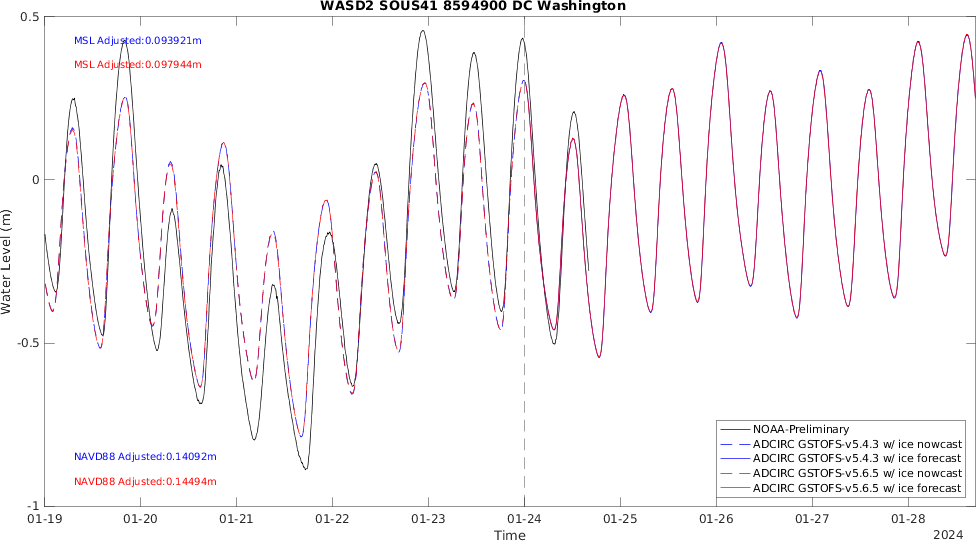 WASD2 SOUS41 8594900 DC Washington
0.5
MSL Adjusted:0.093921m
MSL Adjusted:0.097944m
0
Water Level (m)
-0.5
NOAA-Preliminary
ADCIRC GSTOFS-v5.4.3 w/ ice nowcast
ADCIRC GSTOFS-v5.4.3 w/ ice forecast
ADCIRC GSTOFS-v5.6.5 w/ ice nowcast
ADCIRC GSTOFS-v5.6.5 w/ ice forecast
NAVD88 Adjusted:0.14092m
NAVD88 Adjusted:0.14494m
-1
01-19 01-20 01-21 01-22 01-23 01-24 01-25 01-26 01-27 01-28
Time
2024